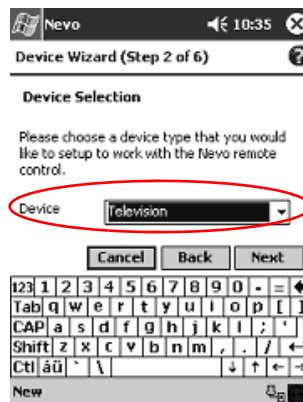 Nevo 10:35
Device Wizard (Step 2 of 6)
Device Selection
Please choose a device type that you would
like to setup to work with the Nevo remote
control.
Device Television
Cancel Back Next
123 1 2 3 4 5 6 7 8 9 0 - =
Tab q w e r t y u i o p [ ]
CAP a s d f g h j k l ; '
Shift z x c v b n m , . /
Ctl áü ` \
New